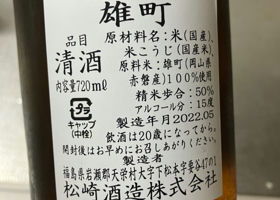 雄町
品目
清酒
内容量720ml
キャップ
(中栓)
原材料名：米(国産)、
米こうじ(国産米)、
原料米：雄町(岡山県
赤磐産)100%使用
精米歩合：50%
アルコール分：15度
製造年月2022.05
飲酒は20歳になってから。
開封後はお早めにお召しあがりください。
製造者
福島県岩瀬郡天栄村大字下松本字要谷47の1
松崎酒造株式会社